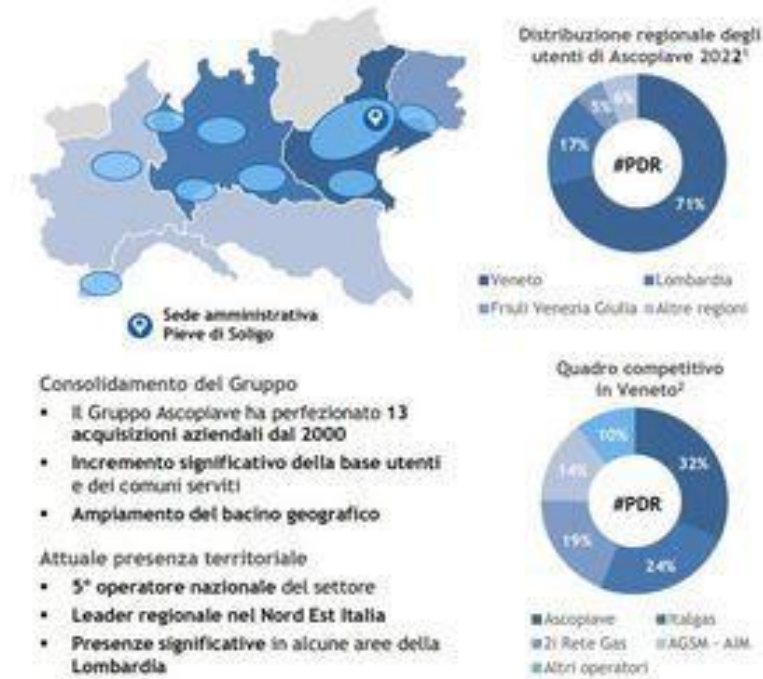 Distribuzione regionale degli
utenti di Ascopiave 2022¹
5%
6%
17%
#PDR
71%
Veneto
Lombardia
Friuli Venezia Giulia
Altre regioni
Sede amministrativa
Pieve di Soligo
Consolidamento del Gruppo
▪ Il Gruppo Ascopiave ha perfezionato 13
acquisizioni aziendali dal 2000
▪ Incremento significativo della base utenti
e dei comuni serviti
▪ Ampiamento del bacino geografico
Attuale presenza territoriale
▪ 5° operatore nazionale del settore
▪ Leader regionale nel Nord Est Italia
▪ Presenze significative in alcune aree della
Lombardia
Quadro competitivo
in Veneto²
10%
14%
32%
#PDR
19%
24%
Ascopiave
Italgas
2i Rete Gas
AGSM - AIM
Altri operatori